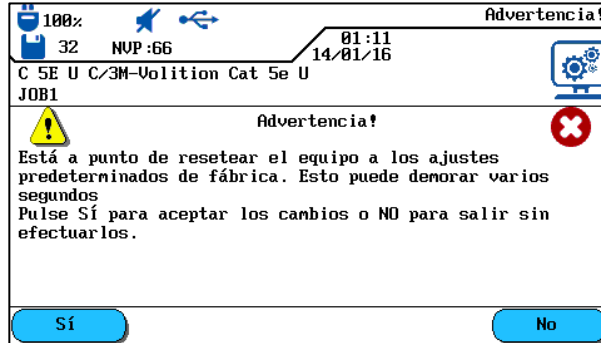 100% Advertencia!
32 NVP:66 01:11
14/01/16
C 5E U C/3M-Volition Cat 5e U
JOB1
Advertencia!
Está a punto de resetear el equipo a los ajustes
predeterminados de fábrica. Esto puede demorar varios
segundos
Pulse Sí para aceptar los cambios o NO para salir sin
efectuarlos.
Sí No